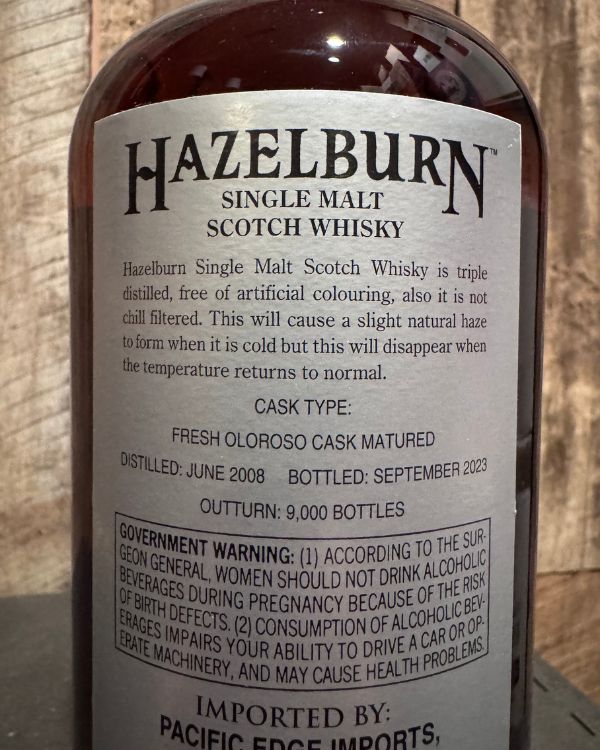 HAZELBURN™
SINGLE MALT
SCOTCH WHISKY
Hazelburn Single Malt Scotch Whisky is triple
distilled, free of artificial colouring, also it is not
chill filtered. This will cause a slight natural haze
to form when it is cold but this will disappear when
the temperature returns to normal.
CASK TYPE:
FRESH OLOROSO CASK MATURED
DISTILLED: JUNE 2008 BOTTLED: SEPTEMBER 2023
OUTTURN: 9,000 BOTTLES
GOVERNMENT WARNING: (1) ACCORDING TO THE SUR-
GEON GENERAL, WOMEN SHOULD NOT DRINK ALCOHOLIC
BEVERAGES DURING PREGNANCY BECAUSE OF THE RISK
OF BIRTH DEFECTS. (2) CONSUMPTION OF ALCOHOLIC BEV-
ERAGES IMPAIRS YOUR ABILITY TO DRIVE A CAR OR OP-
ERATE MACHINERY, AND MAY CAUSE HEALTH PROBLEMS.
IMPORTED BY:
PACIFIC EDGE IMPORTS,